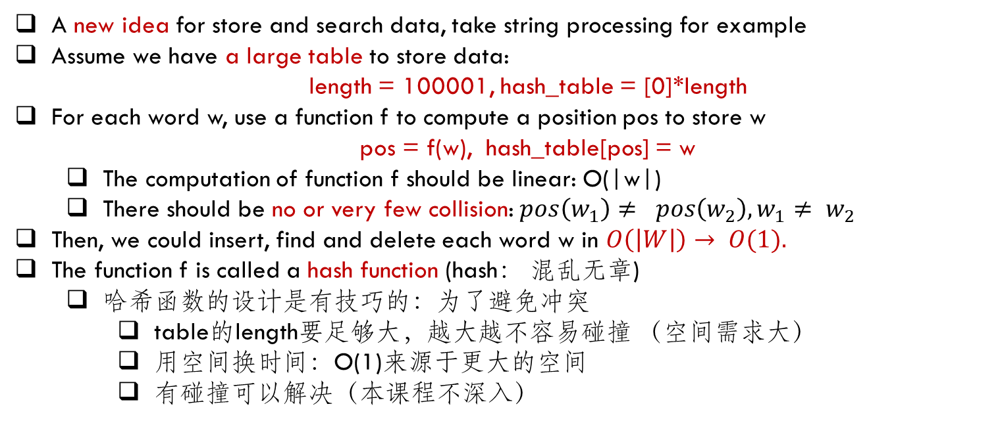 ❑ A new idea for store and search data, take string processing for example
❑ Assume we have a large table to store data:
length = 100001, hash_table = [0]*length
❑ For each word w, use a function f to compute a position pos to store w
pos = f(w), hash_table[pos] = w
❑ The computation of function f should be linear: O(|w|)
❑ There should be no or very few collision: 𝑝𝑜𝑠(𝑤₁) ≠ 𝑝𝑜𝑠(𝑤₂), 𝑤₁ ≠ 𝑤₂
❑ Then, we could insert, find and delete each word w in 𝑂(|𝑊|) → 𝑂(1).
❑ The function f is called a hash function (hash： 混乱无章)
❑ 哈希函数的设计是有技巧的：为了避免冲突
❑ table的length要足够大，越大越不容易碰撞（空间需求大）
❑ 用空间换时间：O(1)来源于更大的空间
❑ 有碰撞可以解决（本课程不深入）